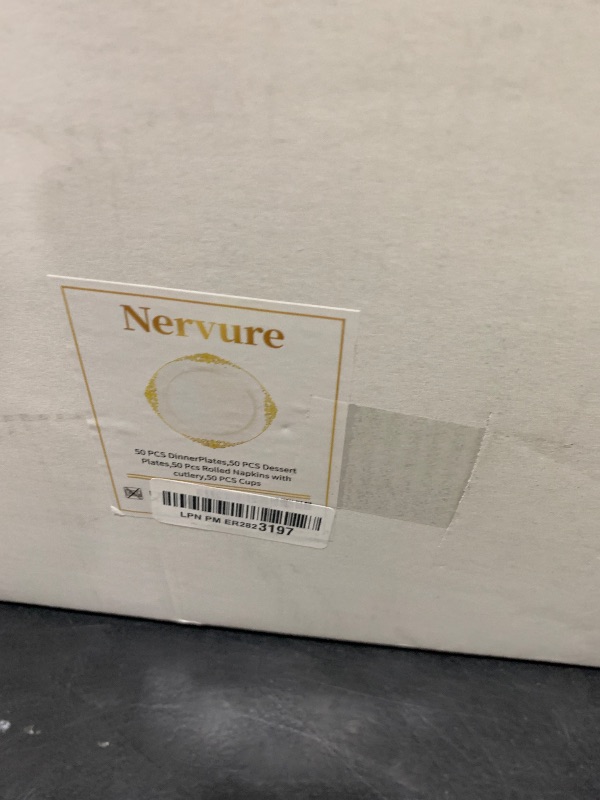 Nervure
50 PCS DinnerPlates,50 PCS Dessert
Plates,50 Pcs Rolled Napkins with
cutlery,50 PCS Cups
LPN PM ER2823197